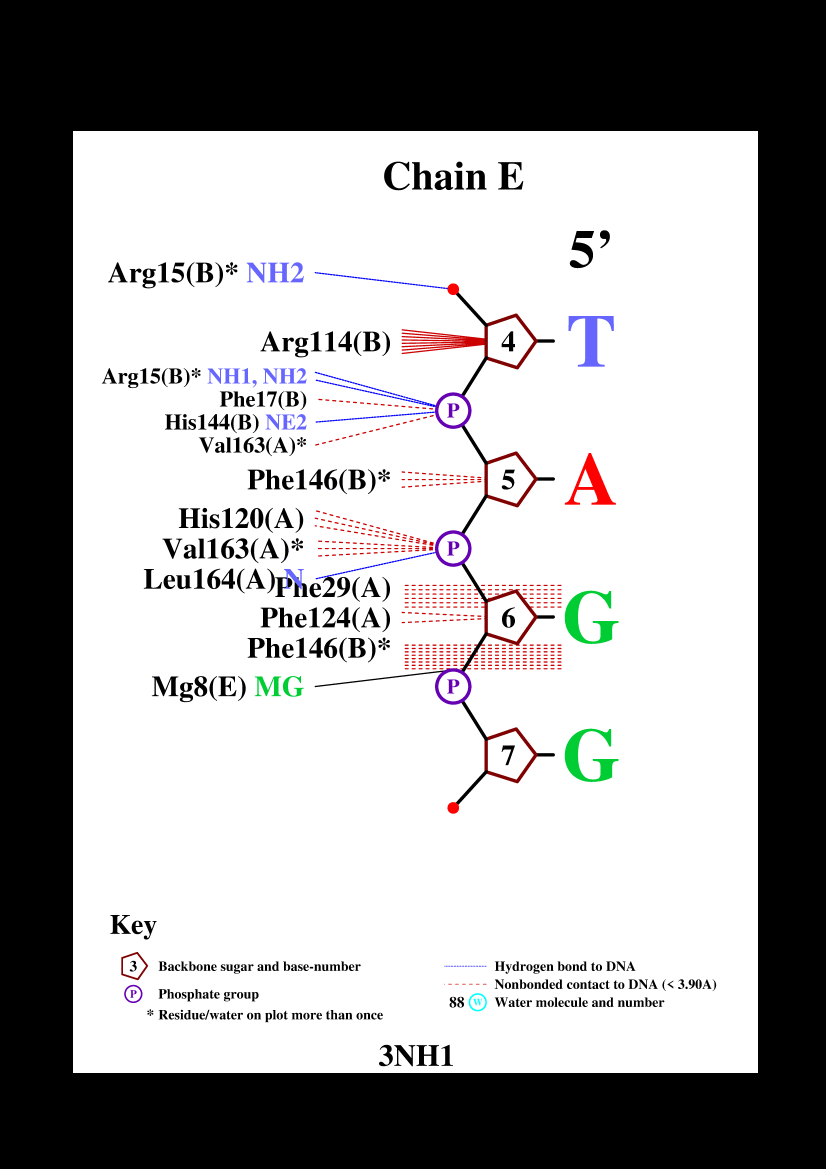 Chain E
5’
Arg15(B)* NH2
Arg114(B)
4 T
Arg15(B)* NH1, NH2
Phe17(B)
P
His144(B) NE2
Val163(A)*
Phe146(B)*
5 A
His120(A)
Val163(A)*
P
Leu164(A) N
Phe29(A)
Phe124(A)
6 G
Phe146(B)*
Mg8(E) MG
P
7 G
Key
3 Backbone sugar and base-number
P Phosphate group
* Residue/water on plot more than once
Hydrogen bond to DNA
Nonbonded contact to DNA (< 3.90A)
88 W Water molecule and number
3NH1